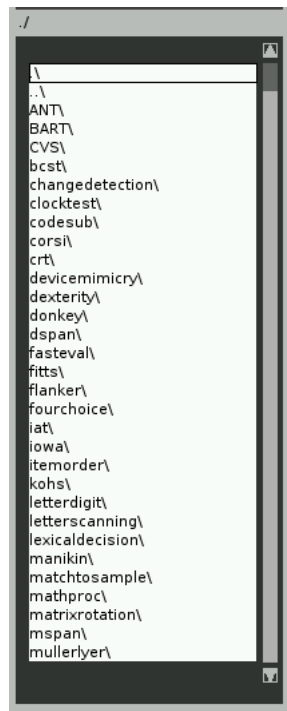 ./
.\
..\
ANT\
BART\
CVS\
bcst\
changedetection\
clocktest\
codesub\
corsi\
crt\
devicemimicry\
dexterity\
donkey\
dspan\
fasteval\
fitts\
flanker\
fourchoice\
iat\
iowa\
itemorder\
kohs\
letterdigit\
letterscanning\
lexicaldecision\
manikin\
matchtosample\
mathproc\
matrixrotation\
mspan\
mullerlyer\